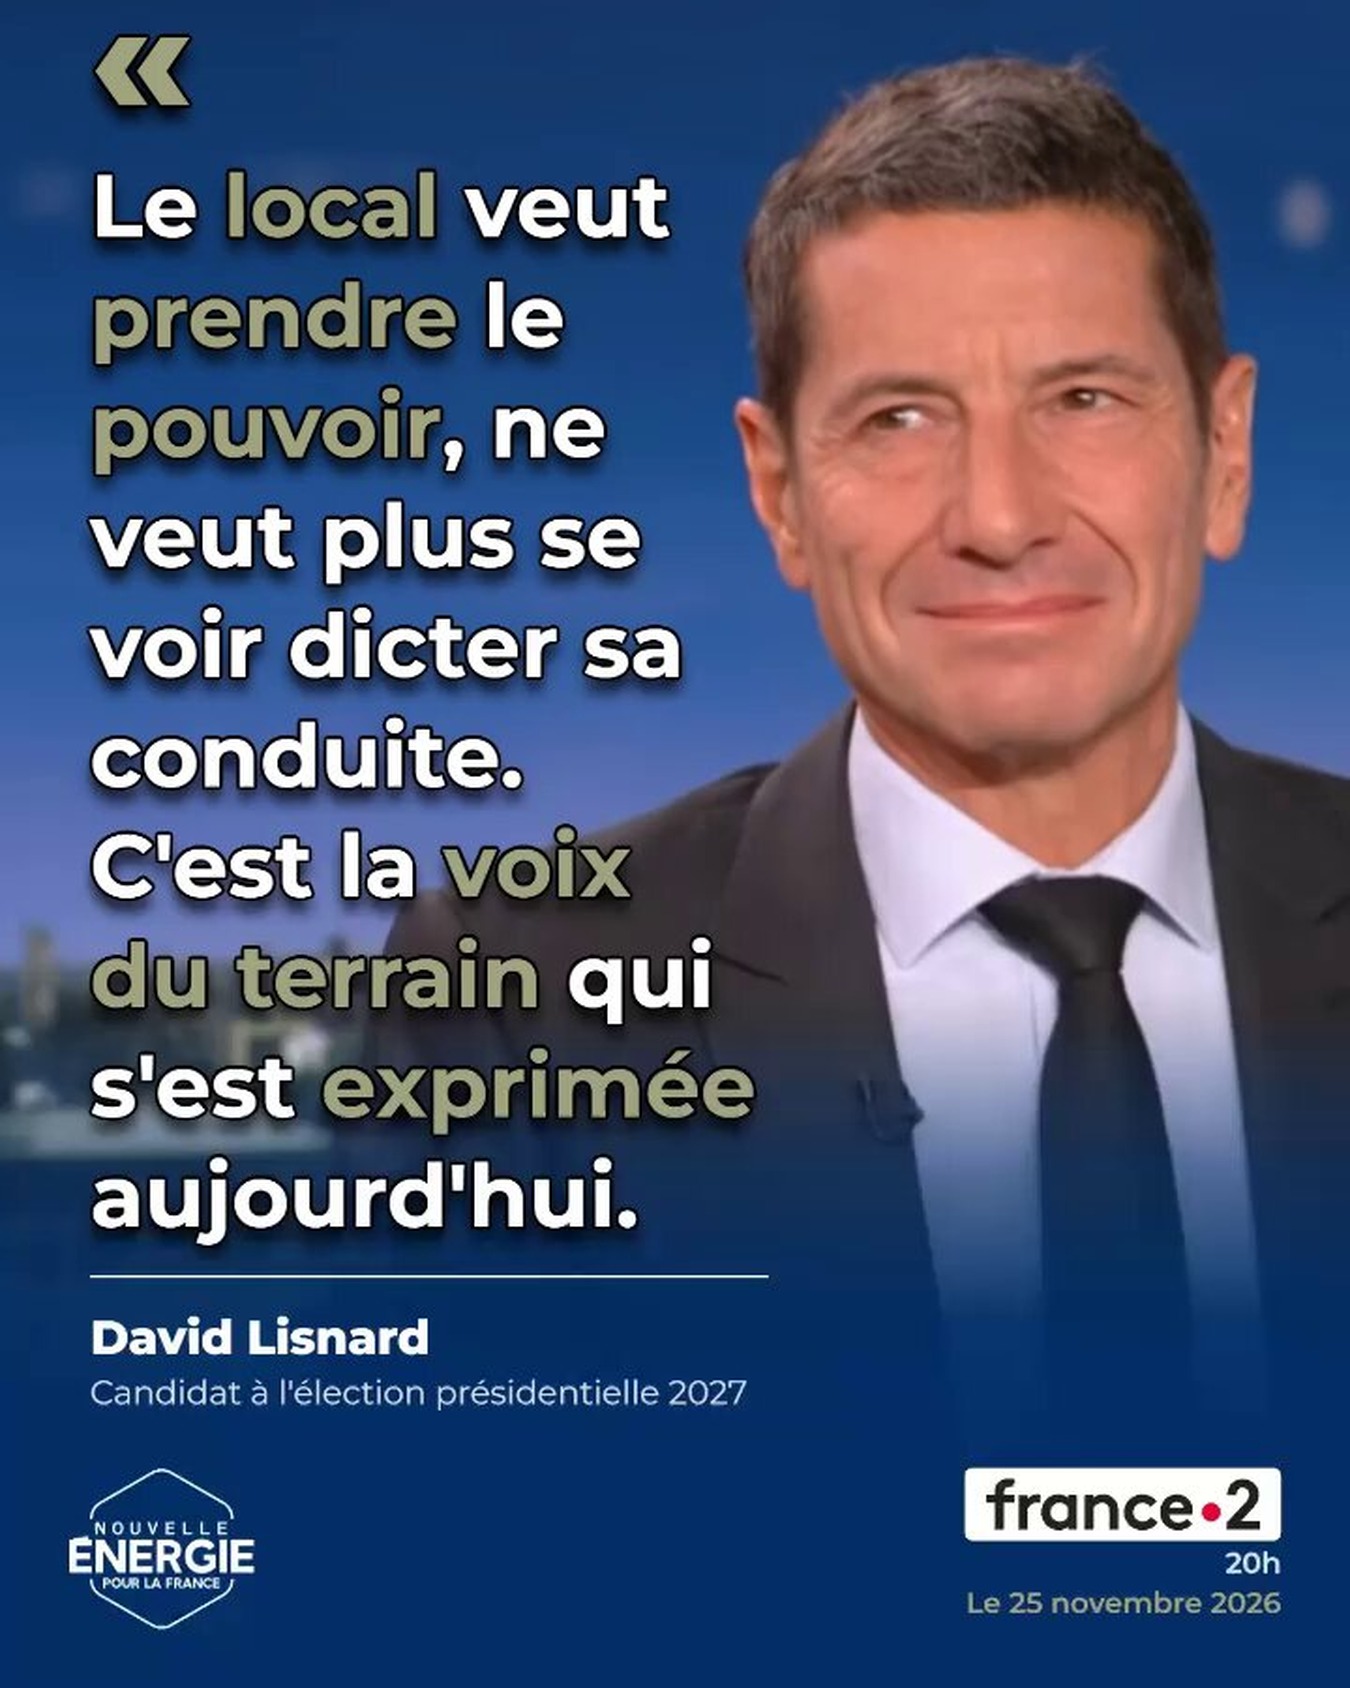 «
Le local veut
prendre le
pouvoir, ne
veut plus se
voir dicter sa
conduite.
C'est la voix
du terrain qui
s'est exprimée
aujourd'hui.
David Lisnard
Candidat à l'élection présidentielle 2027
NOUVELLE
ÉNERGIE
POUR LA FRANCE
france•2
20h
Le 25 novembre 2026